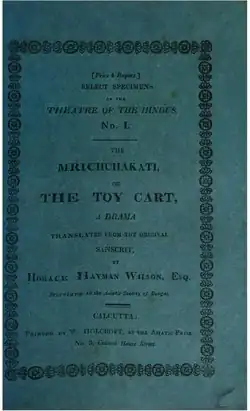 [Price 4 Rupees.]
SELECT SPECIMENS
OF THE
THEATRE OF THE HINDUS,
No. I.
THE
MRICHCHAKATI,
OR
THE TOY CART,
A DRAMA
TRANSLATED FROM THE ORIGINAL
SANSCRIT,
BY
HORACE HAYMAN WILSON, ESQ.
Secretary to the Asiatic Society of Bengal.
CALCUTTA:
PRINTED BY HOLCROFT, AT THE ASIATIC PRESS
No. House Street